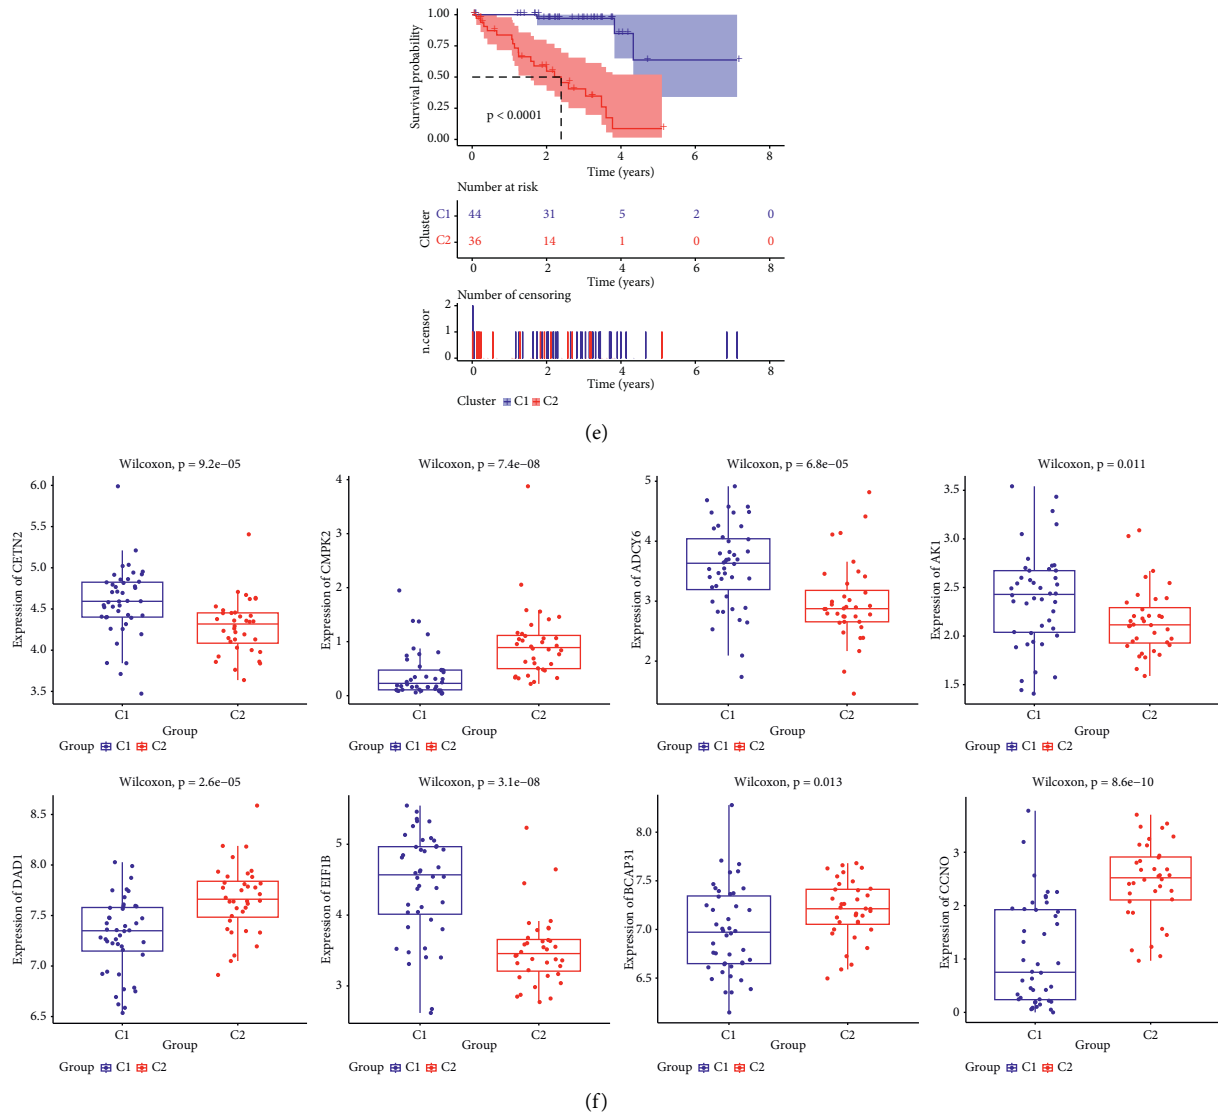 1.00
0.75
0.50
0.25
0.00
Survival probability
p < 0.0001
0 2 4 6 8
Time (years)
Number at risk
Cluster
C1 44 31 5 2 0
C2 36 14 1 0 0
0 2 4 6 8
Time (years)
Number of censoring
n.censor
2
1
0
0 2 4 6 8
Time (years)
Cluster C1 C2
(e)
Wilcoxon, p = 9.2e−05
Expression of CETN2
6.0
5.5
5.0
4.5
4.0
3.5
C1 C2
Group
Group C1 C2
Wilcoxon, p = 7.4e−08
Expression of CMPK2
4
3
2
1
0
C1 C2
Group
Group C1 C2
Wilcoxon, p = 6.8e−05
Expression of ADCY6
5
4
3
2
C1 C2
Group
Group C1 C2
Wilcoxon, p = 0.011
Expression of AK1
3.5
3.0
2.5
2.0
1.5
C1 C2
Group
Group C1 C2
Wilcoxon, p = 2.6e−05
Expression of DAD1
8.5
8.0
7.5
7.0
6.5
C1 C2
Group
Group C1 C2
Wilcoxon, p = 3.1e−08
Expression of EIF1B
5
4
3
C1 C2
Group
Group C1 C2
Wilcoxon, p = 0.013
Expression of BCAP31
8.0
7.5
7.0
6.5
C1 C2
Group
Group C1 C2
Wilcoxon, p = 8.6e−10
Expression of CCNO
3
2
1
0
C1 C2
Group
Group C1 C2
(f)